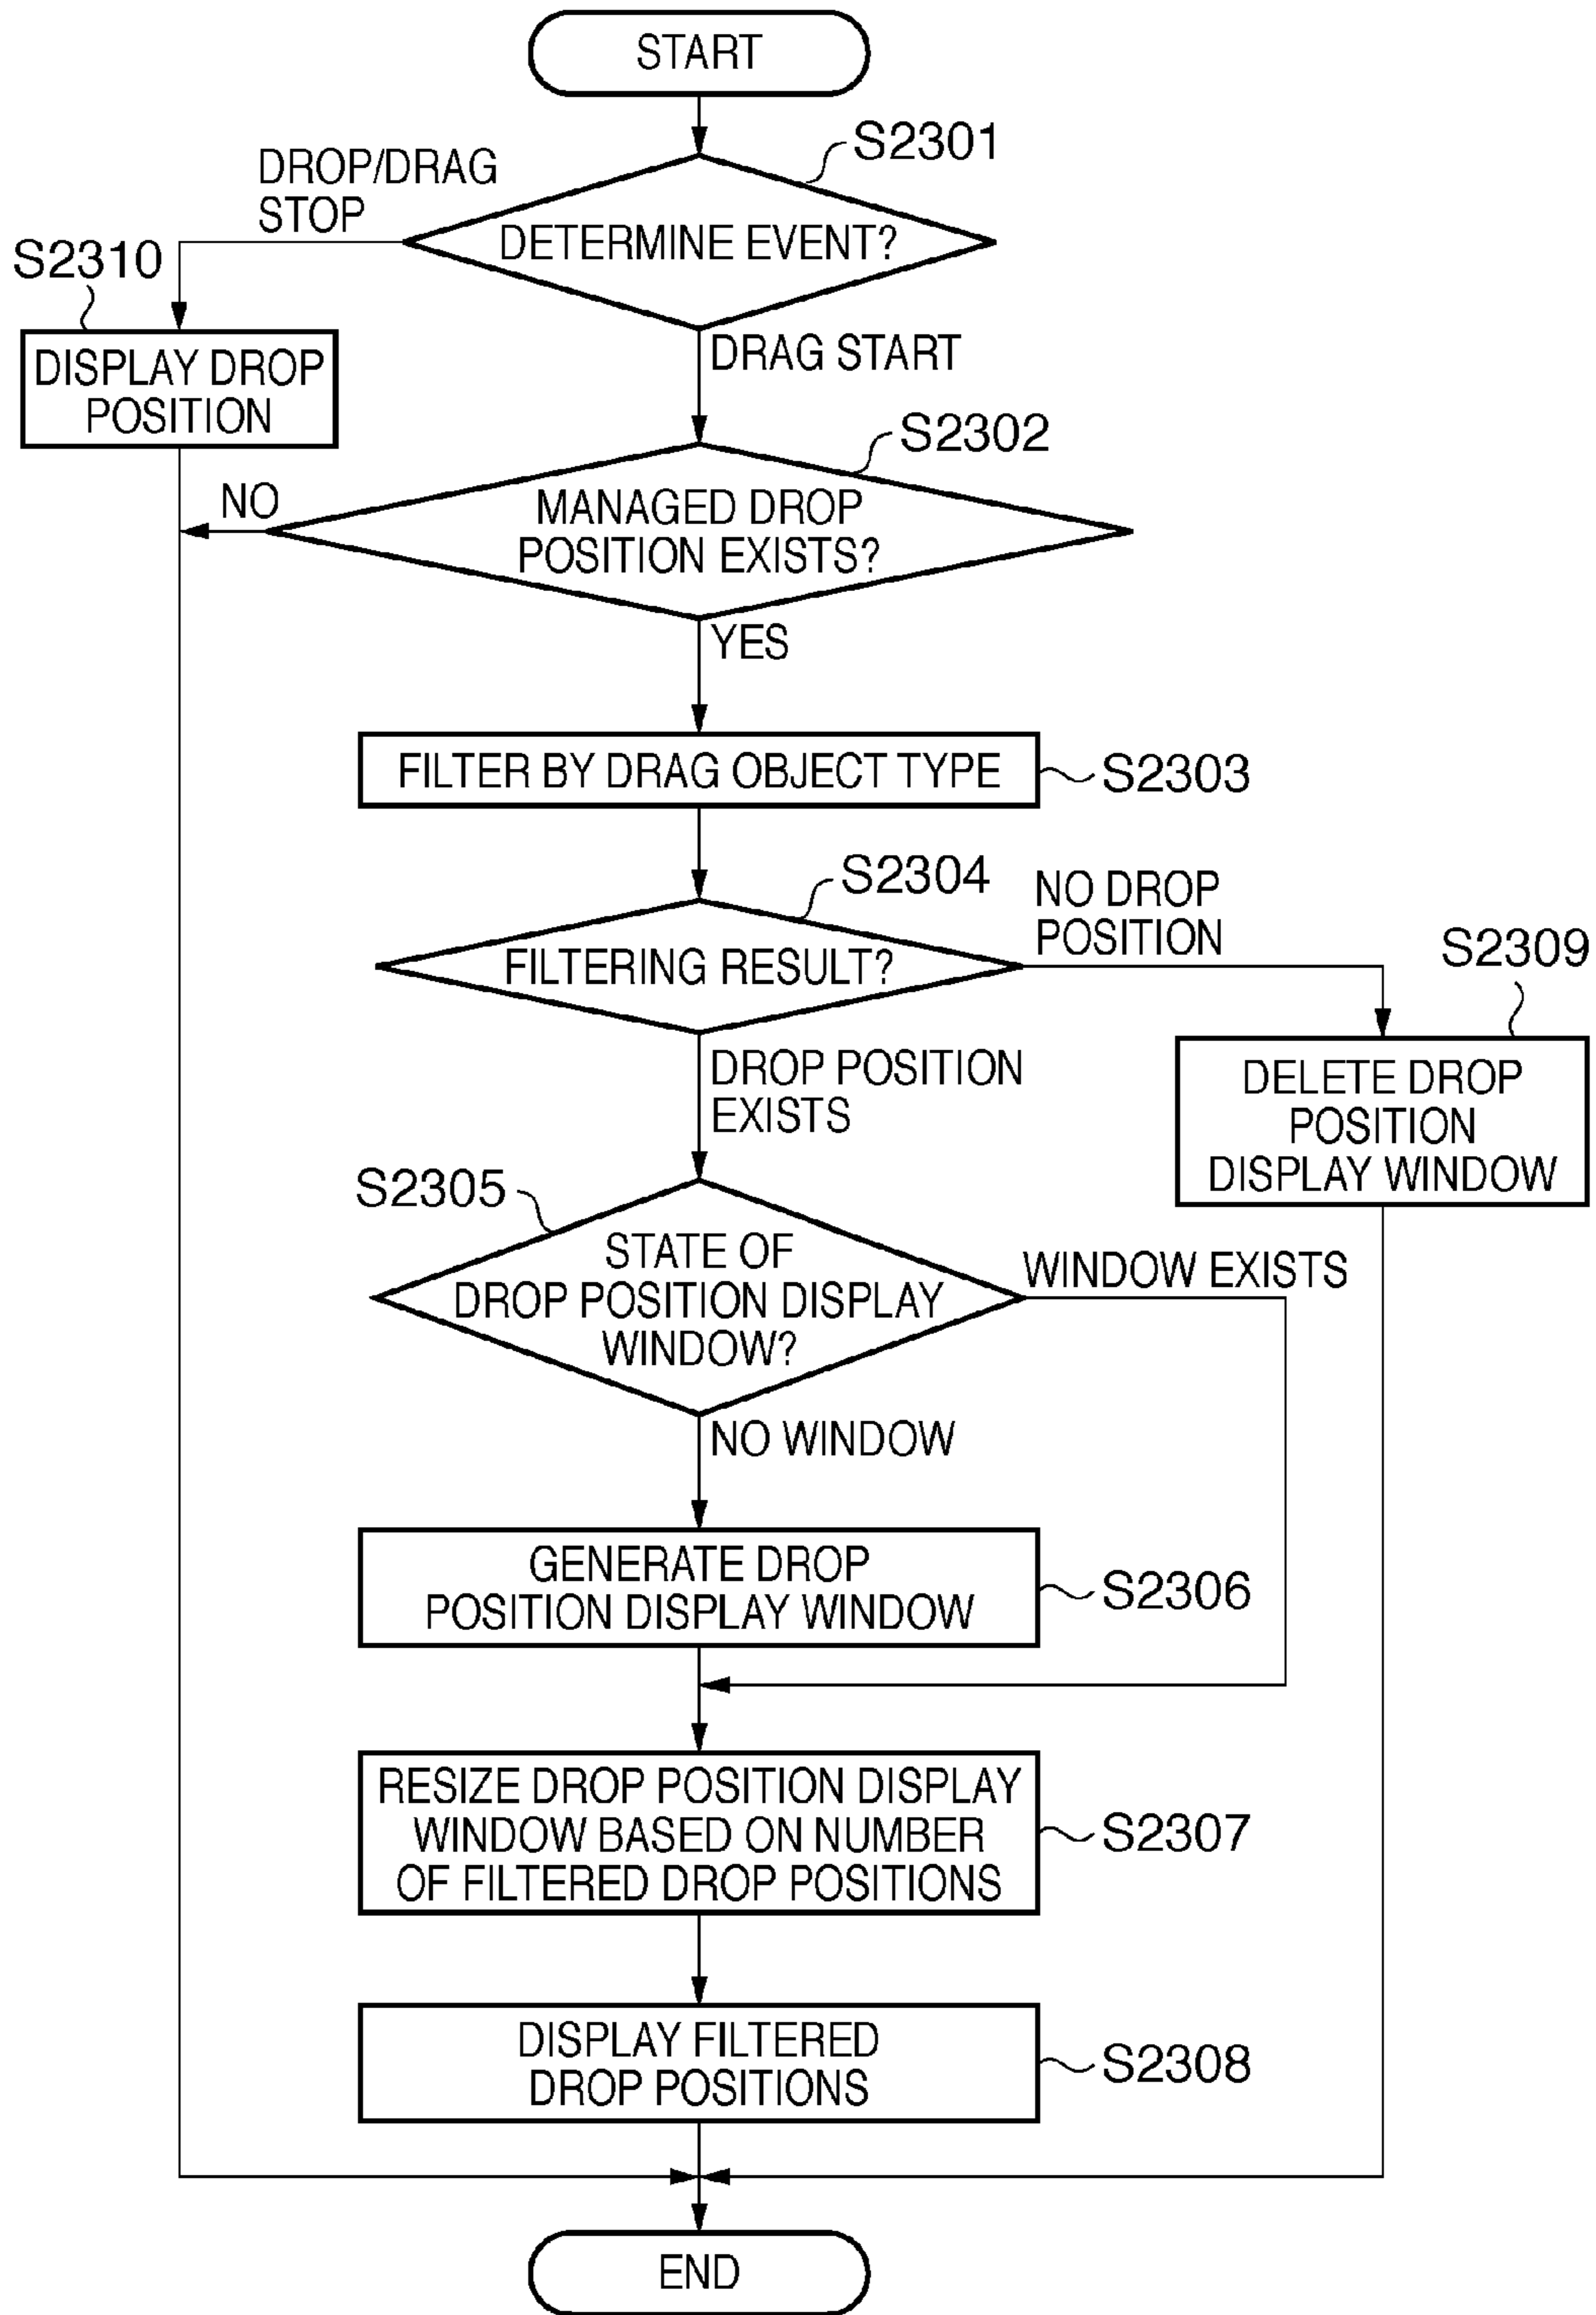 START
S2301
DROP/DRAG
STOP
DETERMINE EVENT?
S2310
DRAG START
DISPLAY DROP
POSITION
S2302
NO
MANAGED DROP
POSITION EXISTS?
YES
FILTER BY DRAG OBJECT TYPE
S2303
S2304
NO DROP
POSITION
FILTERING RESULT?
S2309
DROP POSITION
EXISTS
DELETE DROP
POSITION
DISPLAY WINDOW
S2305
STATE OF
DROP POSITION DISPLAY
WINDOW?
WINDOW EXISTS
NO WINDOW
GENERATE DROP
POSITION DISPLAY WINDOW
S2306
RESIZE DROP POSITION DISPLAY
WINDOW BASED ON NUMBER
OF FILTERED DROP POSITIONS
S2307
DISPLAY FILTERED
DROP POSITIONS
S2308
END